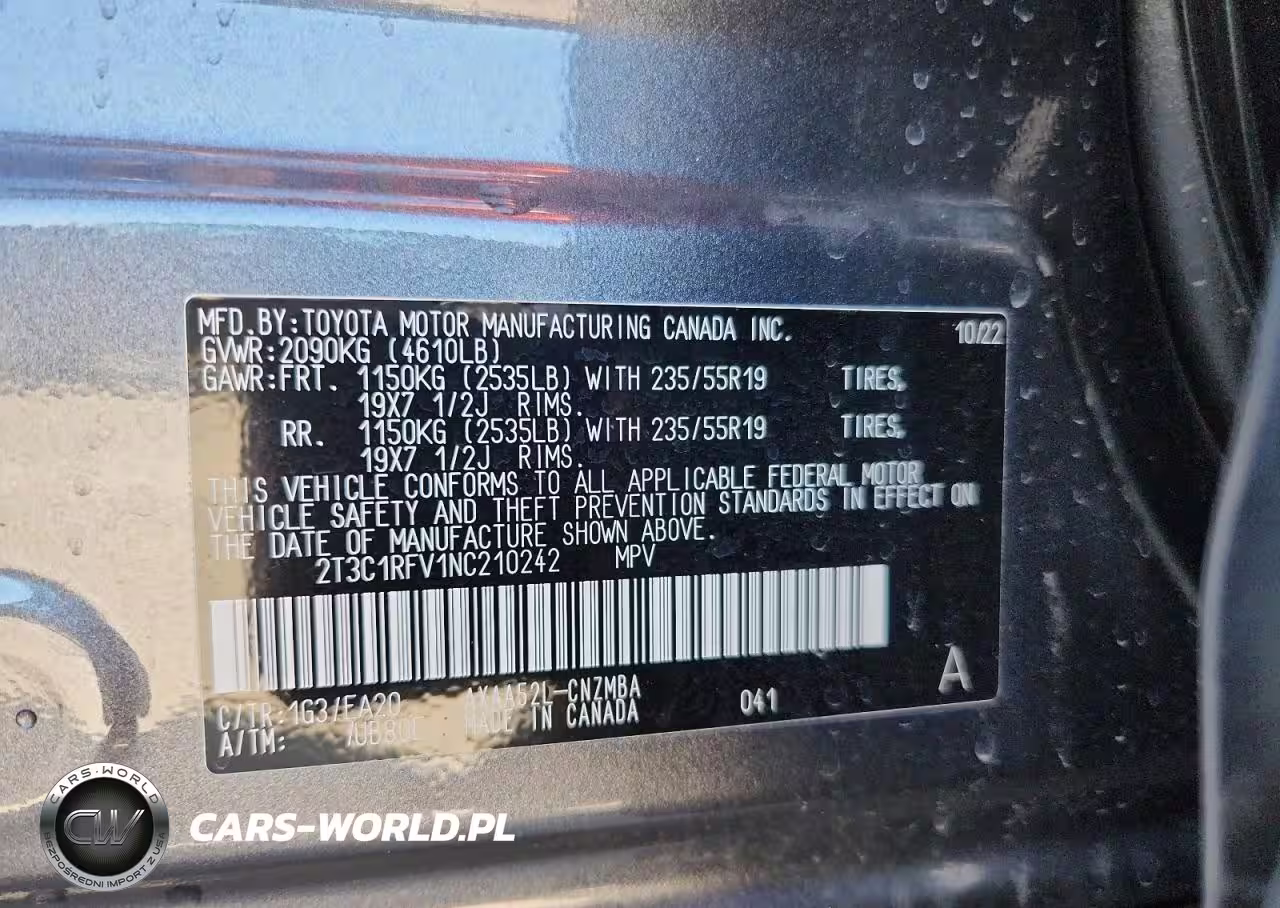 MFD.BY:TOYOTA MOTOR MANUFACTURING CANADA INC. 10/22
GVWR:2090KG (4610LB)
GAWR:FRT. 1150KG (2535LB) WITH 235/55R19 TIRES,
19X7 1/2J RIMS.
RR. 1150KG (2535LB) WITH 235/55R19 TIRES,
19X7 1/2J RIMS.
THIS VEHICLE CONFORMS TO ALL APPLICABLE FEDERAL MOTOR
VEHICLE SAFETY AND THEFT PREVENTION STANDARDS IN EFFECT ON
THE DATE OF MANUFACTURE SHOWN ABOVE.
2T3C1RFV1NC210242 MPV
C/TR:1G3/EA20 AXAA52L-CNZMBA 041 A
A/TM: MADE IN CANADA
CARS-WORLD
CW
BEZPOŚREDNI IMPORT Z USA
CARS-WORLD.PL